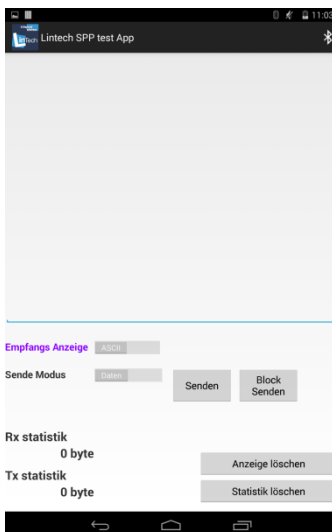 11:03
LinTech
Lintech SPP test App
Empfangs Anzeige
ASCII
Sende Modus
Daten
Senden
Block
Senden
Rx statistik
0 byte
Anzeige löschen
Tx statistik
0 byte
Statistik löschen